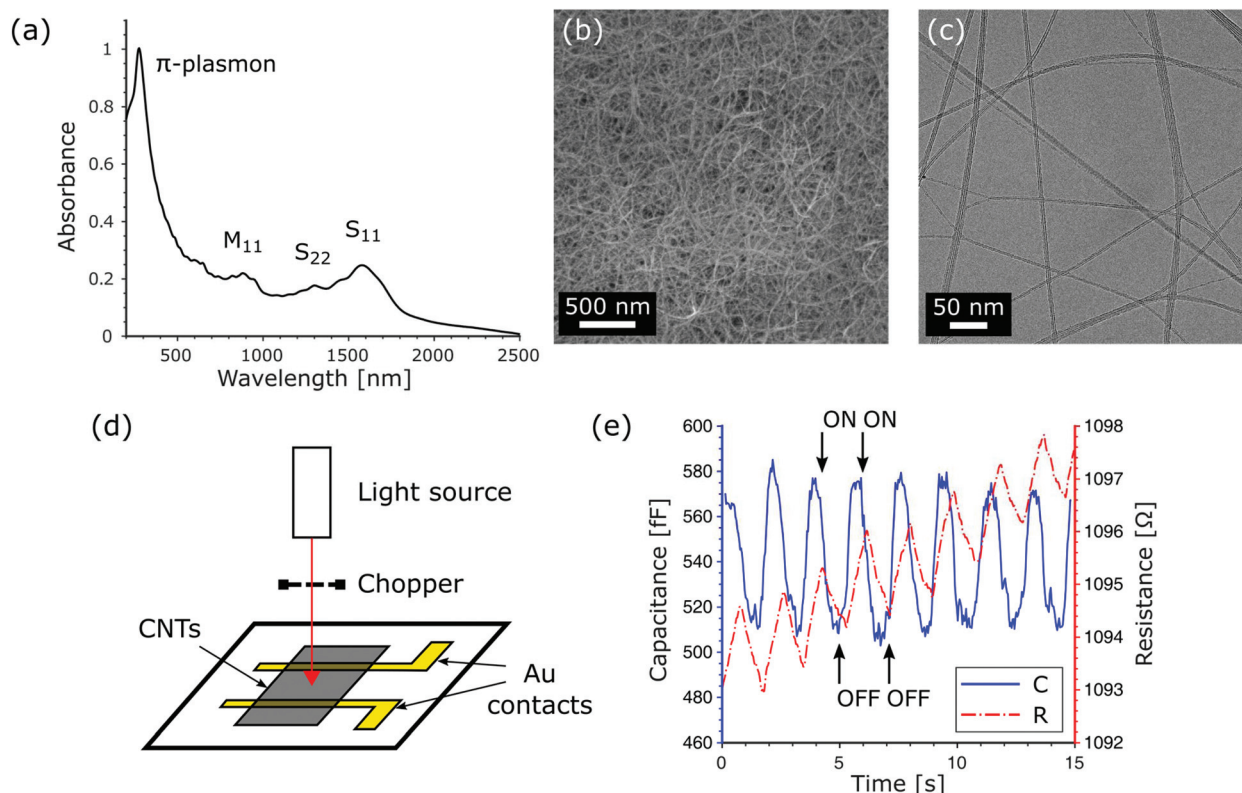 (a)
π-plasmon
M11
S22
S11
Absorbance
1
0.8
0.6
0.4
0.2
0
500
1000
1500
2000
2500
Wavelength [nm]
(b)
500 nm
(c)
50 nm
(d)
Light source
Chopper
CNTs
Au
contacts
(e)
ON ON
OFF OFF
Capacitance [fF]
600
580
560
540
520
500
480
460
Resistance [Ω]
1098
1097
1096
1095
1094
1093
1092
C
R
0
5
10
15
Time [s]